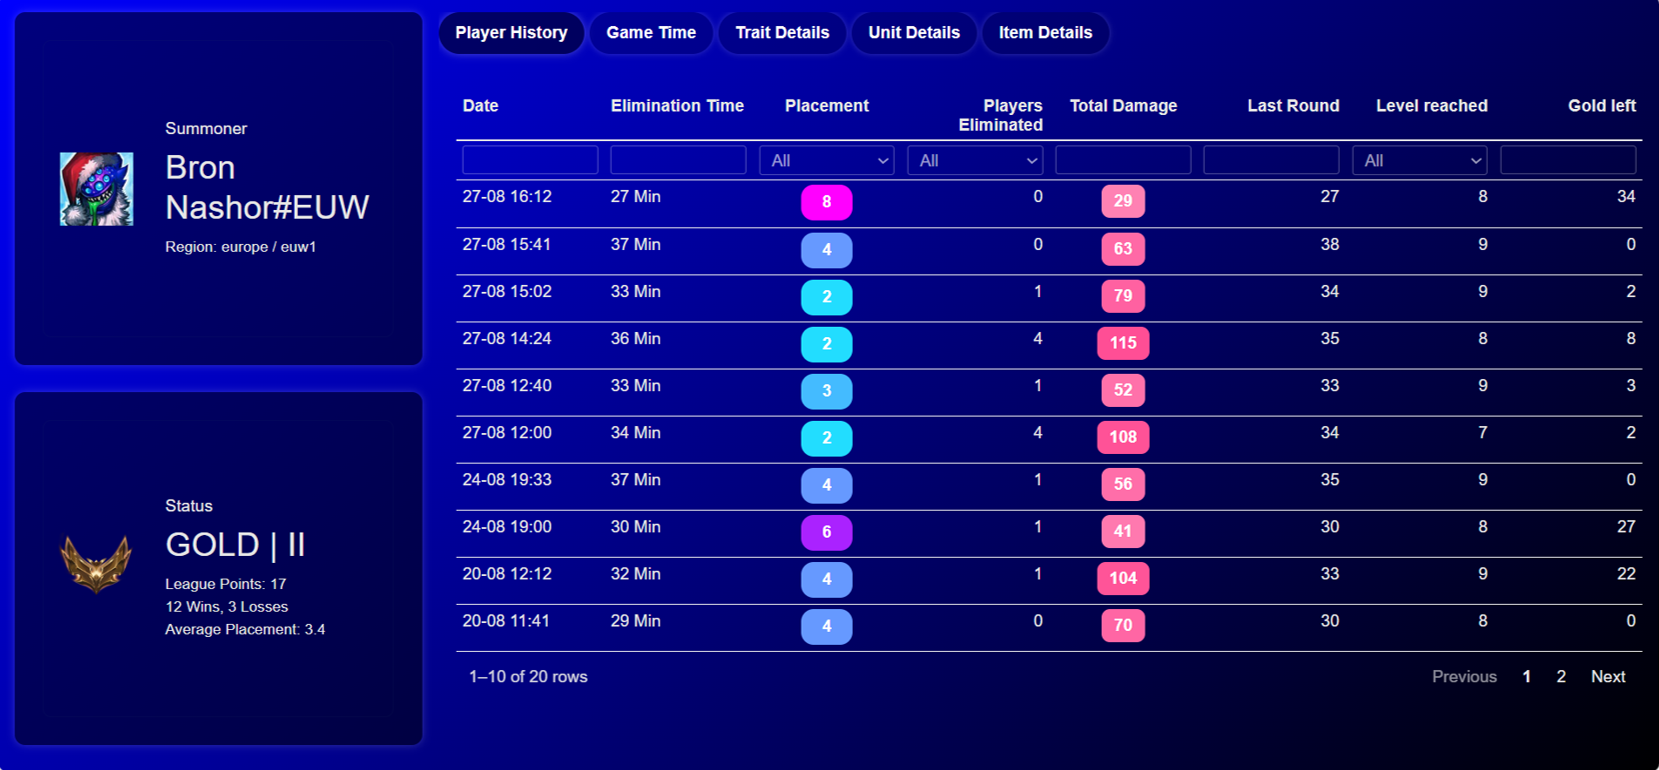 Summoner
Bron
Nashor#EUW
Region: europe / euw1
Status
GOLD | II
League Points: 17
12 Wins, 3 Losses
Average Placement: 3.4
Player History Game Time Trait Details Unit Details Item Details
Date Elimination Time Placement Players Eliminated Total Damage Last Round Level reached Gold left
All All All
27-08 16:12 27 Min 8 0 29 27 8 34
27-08 15:41 37 Min 4 0 63 38 9 0
27-08 15:02 33 Min 2 1 79 34 9 2
27-08 14:24 36 Min 2 4 115 35 8 8
27-08 12:40 33 Min 3 1 52 33 9 3
27-08 12:00 34 Min 2 4 108 34 7 2
24-08 19:33 37 Min 4 1 56 35 9 0
24-08 19:00 30 Min 6 1 41 30 8 27
20-08 12:12 32 Min 4 1 104 33 9 22
20-08 11:41 29 Min 4 0 70 30 8 0
1–10 of 20 rows Previous 1 2 Next